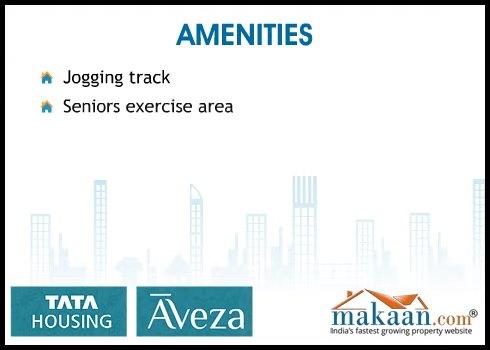 AMENITIES
Jogging track
Seniors exercise area
TATA
HOUSING
Āveza
makaan.com®
India's fastest growing property website